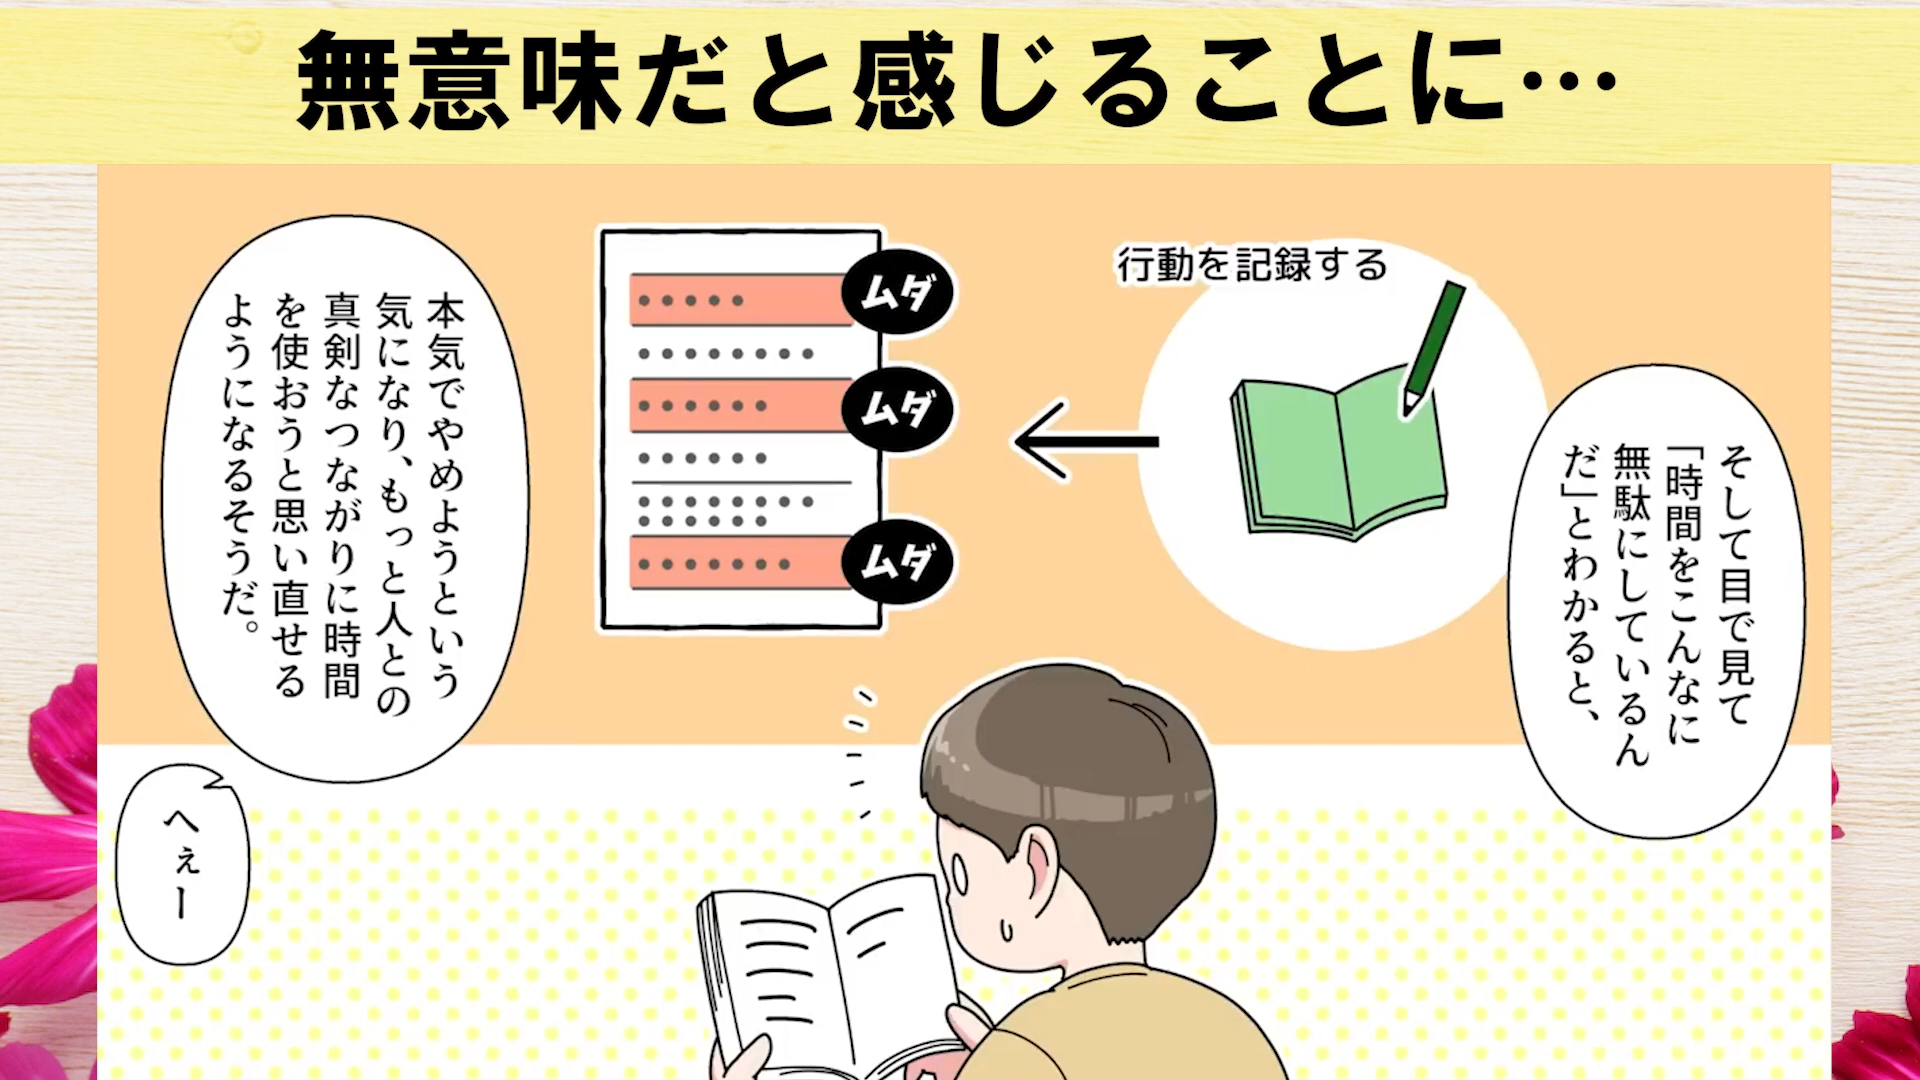 無意味だと感じることに…
行動を記録する
そして目で見て
「時間をこんなに
無駄にしているん
だ」とわかると、
ムダ
ムダ
ムダ
本気でやめようという
気になり、もっと人との
真剣なつながりに時間
を使おうと思い直せる
ようになるそうだ。
へぇー